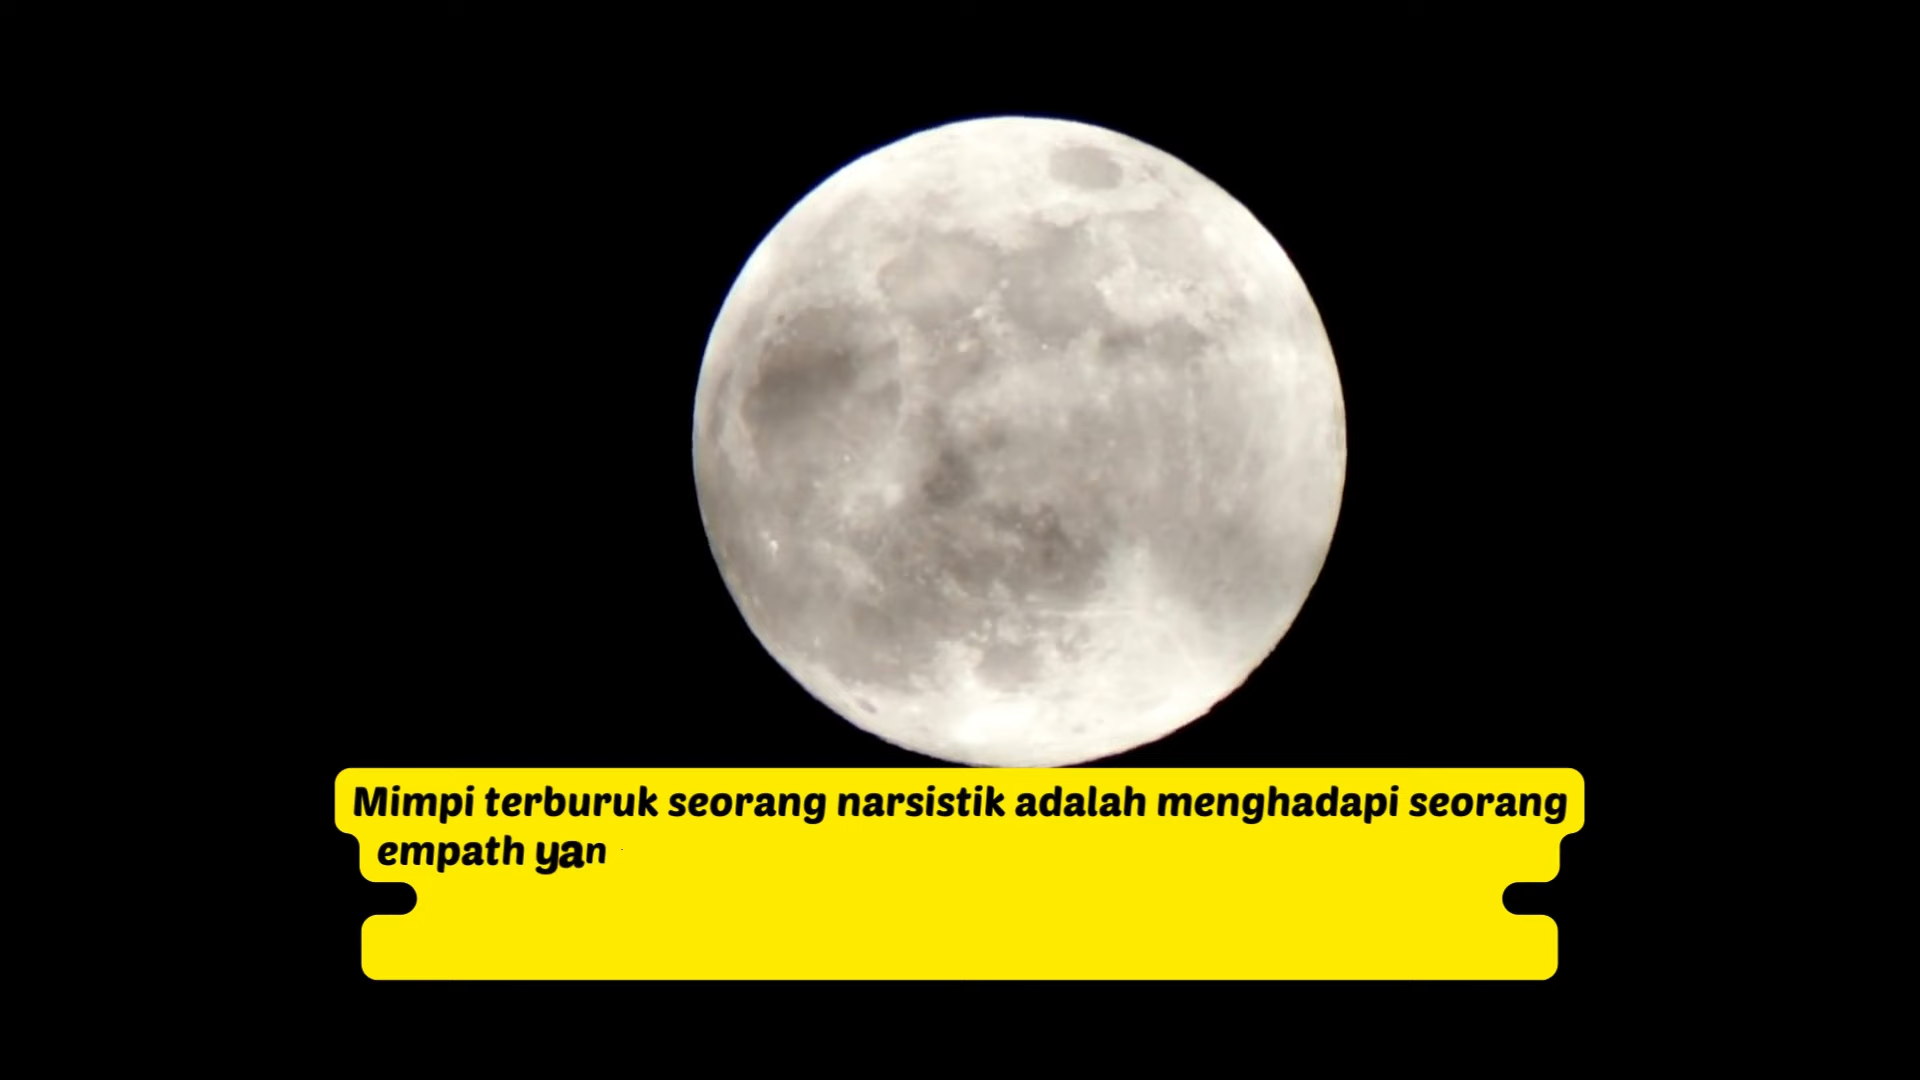 Mimpi terburuk seorang narsistik adalah menghadapi seorang
empath yan